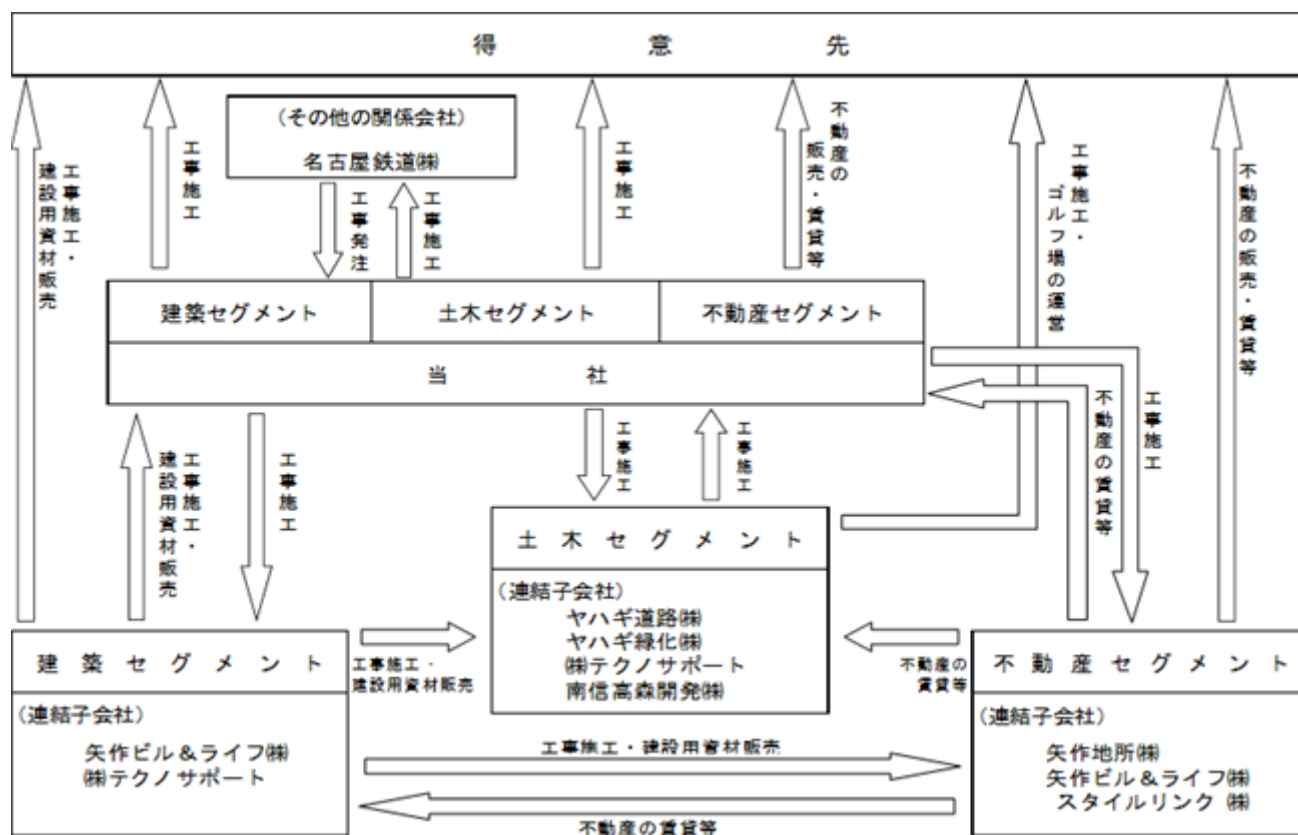 得意先
(その他の関係会社)
名古屋鉄道㈱
工事施工・
建設用資材販売
工事施工
工事発注
工事施工
工事施工
不動産の
販売・賃貸等
工事施工・
ゴルフ場の運営
不動産の販売・賃貸等
建築セグメント
土木セグメント
不動産セグメント
当社
工事施工・
建設用資材販売
工事施工
工事施工
工事施工
不動産の賃貸等
工事施工
土木セグメント
(連結子会社)
ヤハギ道路㈱
ヤハギ緑化㈱
㈱テクノサポート
南信高森開発㈱
建築セグメント
(連結子会社)
矢作ビル&ライフ㈱
㈱テクノサポート
工事施工・
建設用資材販売
不動産の
賃貸等
不動産セグメント
(連結子会社)
矢作地所㈱
矢作ビル&ライフ㈱
スタイルリンク㈱
工事施工・建設用資材販売
不動産の賃貸等